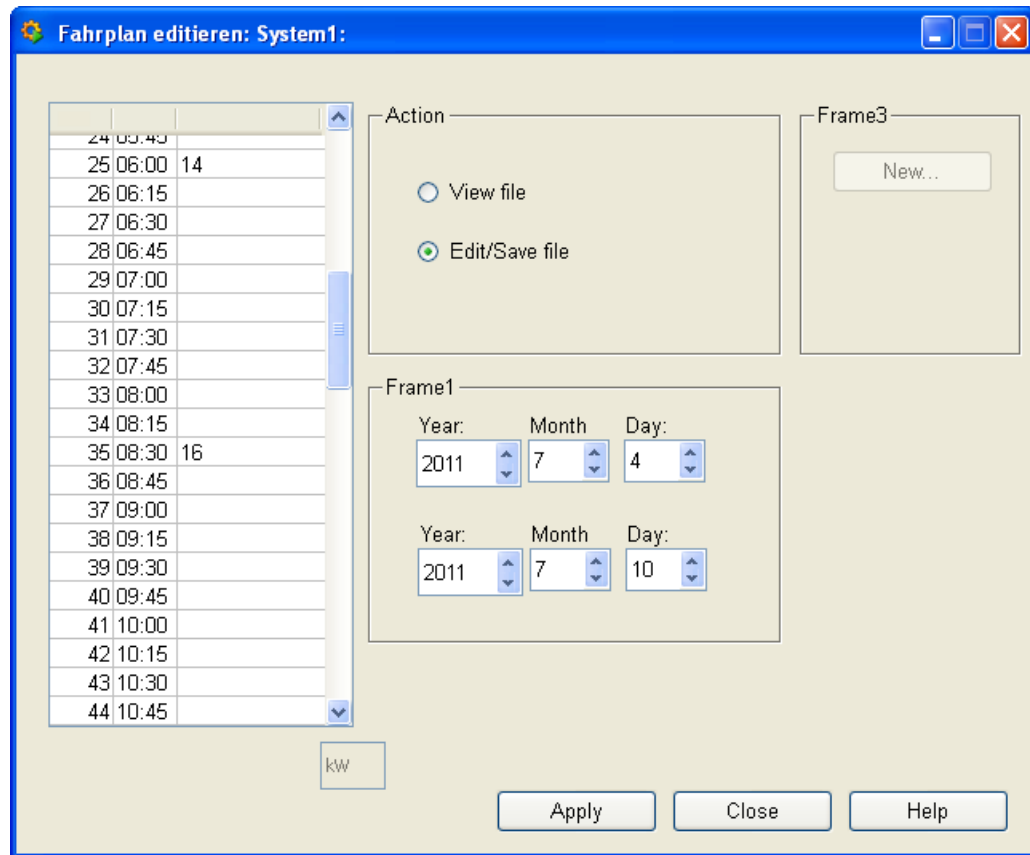 Fahrplan editieren: System1:
24 05:45
25 06:00 14
26 06:15
27 06:30
28 06:45
29 07:00
30 07:15
31 07:30
32 07:45
33 08:00
34 08:15
35 08:30 16
36 08:45
37 09:00
38 09:15
39 09:30
40 09:45
41 10:00
42 10:15
43 10:30
44 10:45
kW
Action
View file
Edit/Save file
Frame3
New...
Frame1
Year: Month Day:
2011 7 4
Year: Month Day:
2011 7 10
Apply Close Help